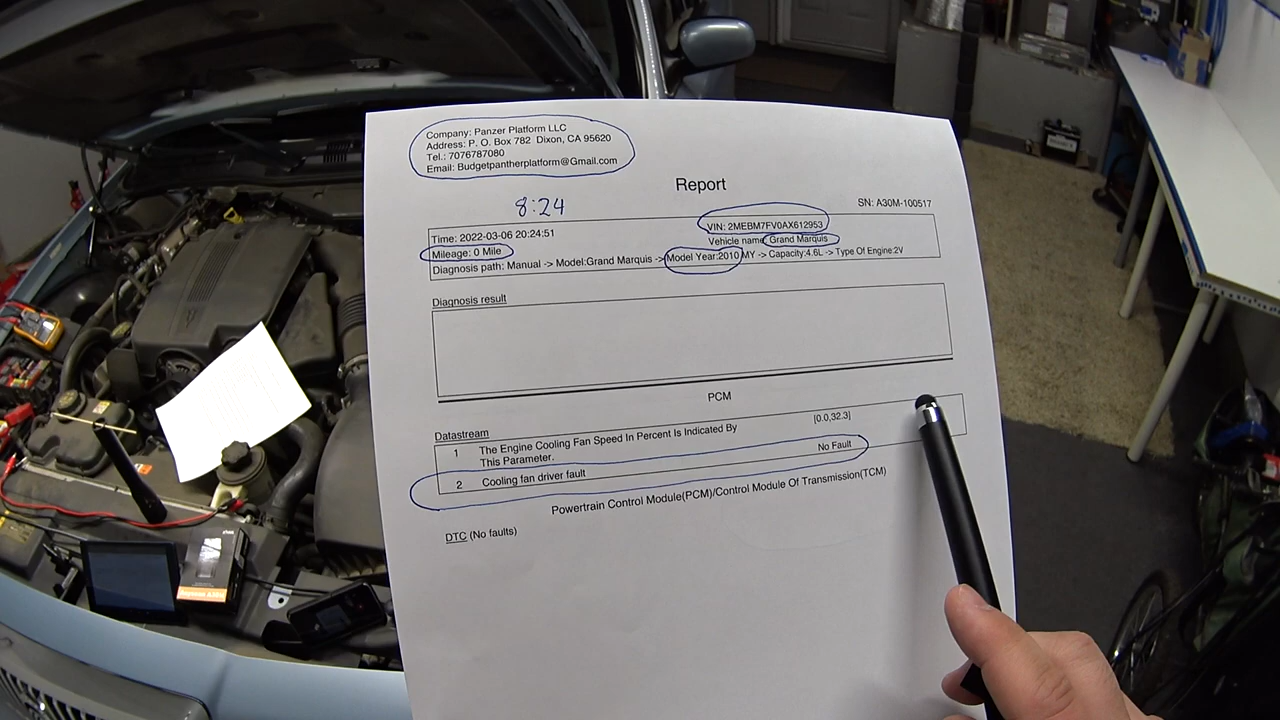 Company: Panzer Platform LLC
Address: P. O. Box 782 Dixon, CA 95620
Tel.: 7076787080
Email: Budgetpantherplatform@Gmail.com
Report
8:24
SN: A30M-100517
Time: 2022-03-06 20:24:51
VIN: 2MEBM7FV0AX612953
Mileage: 0 Mile
Vehicle name: Grand Marquis
Diagnosis path: Manual -> Model:Grand Marquis -> Model Year:2010 MY -> Capacity:4.6L -> Type Of Engine:2V
Diagnosis result
PCM
Datastream
1 The Engine Cooling Fan Speed In Percent Is Indicated By This Parameter. [0.0,32.3]
2 Cooling fan driver fault No Fault
Powertrain Control Module(PCM)/Control Module Of Transmission(TCM)
DTC (No faults)